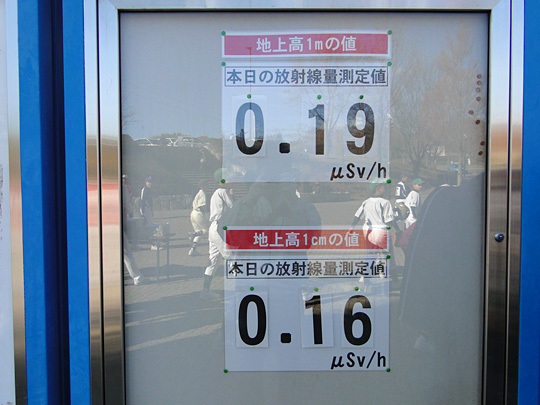 地上高1mの値
本日の放射線量測定値
0.19
μSv/h
地上高1cmの値
本日の放射線量測定値
0.16
μSv/h